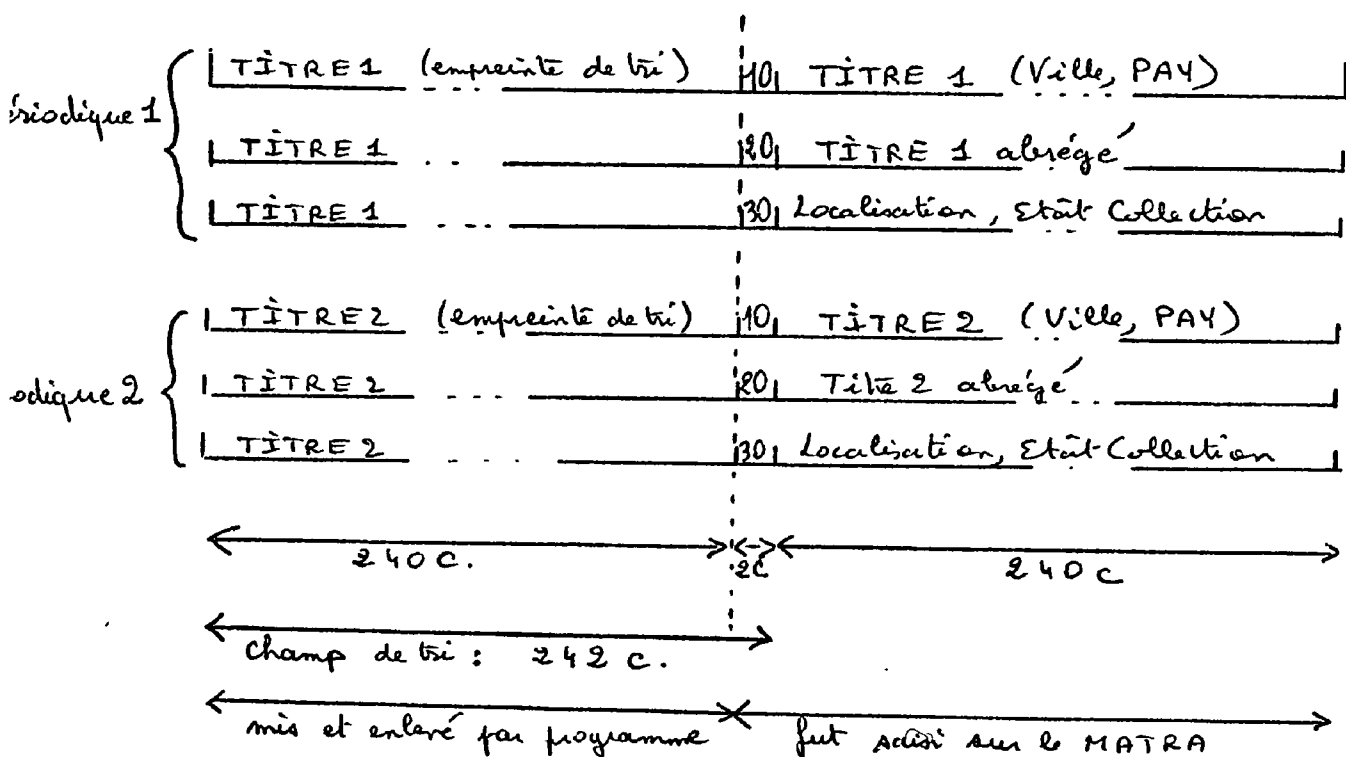 TITRE 1 (empreinte de tri) ... 10 TITRE 1 (Ville, PAY) ...
ériodique 1
TITRE 1 ... 20 TITRE 1 abrégé ...
TITRE 1 ... 30 Localisation, Etat Collection ...
TITRE 2 (empreinte de tri) ... 10 TITRE 2 (Ville, PAY) ...
odique 2
TITRE 2 ... 20 Titre 2 abrégé ...
TITRE 2 ... 30 Localisation, Etat Collection ...
240 C. 2C 240 C
Champ de tri : 242 C.
mis et enlevé par programme fut saisi sur le MATRA